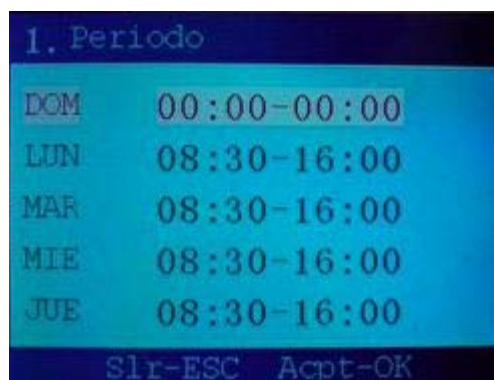 1. Periodo
DOM 00:00-00:00
LUN 08:30-16:00
MAR 08:30-16:00
MIE 08:30-16:00
JUE 08:30-16:00
Slr-ESC Acpt-OK